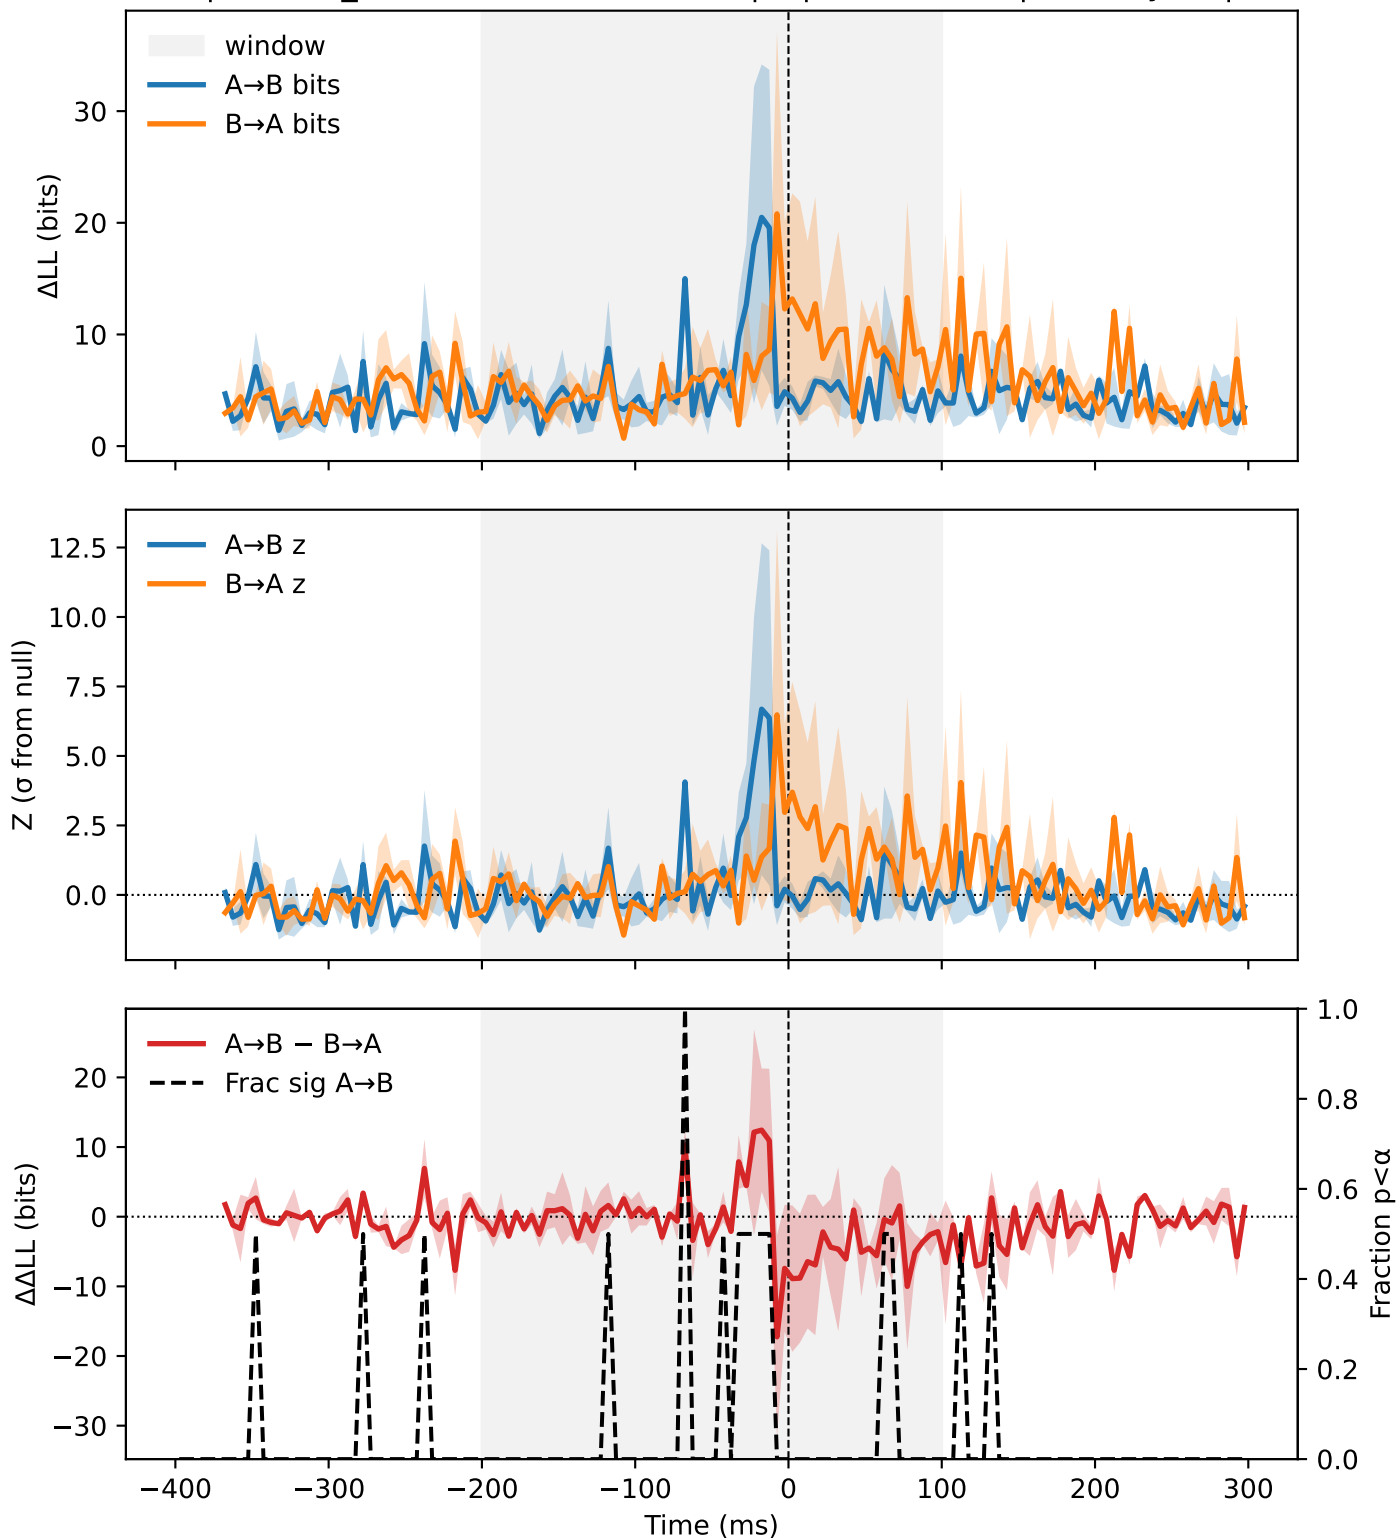 window
A→B bits
B→A bits
ΔLL (bits)
30
20
10
0
A→B z
B→A z
Z (σ from null)
12.5
10.0
7.5
5.0
2.5
0.0
A→B − B→A
Frac sig A→B
ΔΔLL (bits)
20
10
0
−10
−20
−30
1.0
0.8
0.6
0.4
0.2
0.0
Fraction p<α
−400 −300 −200 −100 0 100 200 300
Time (ms)